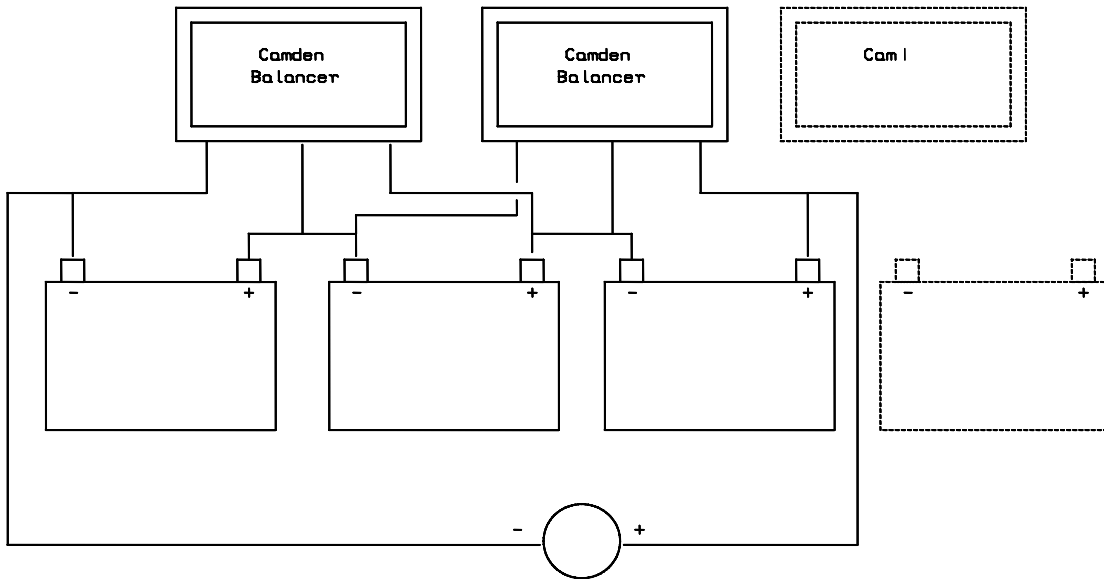 Camden
Balancer
Camden
Balancer
Cam
- +
- +
- +
- +
- +